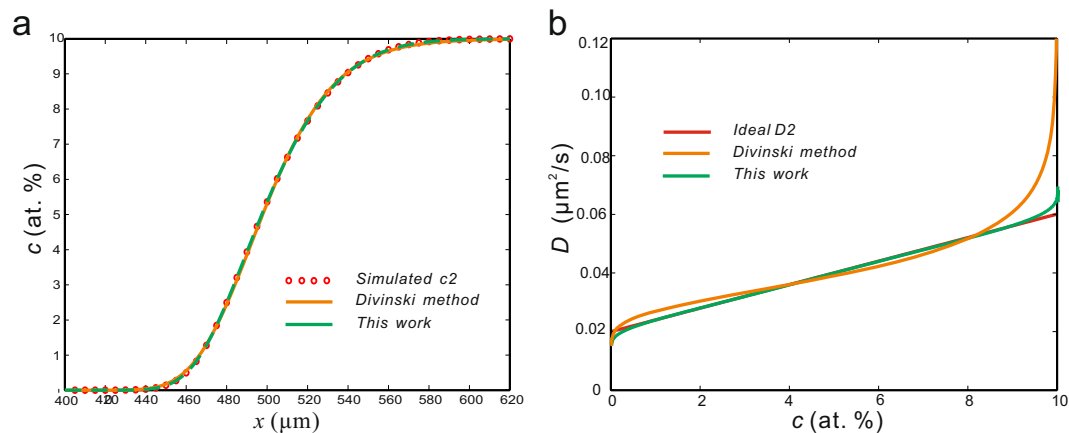 a
10
9
8
7
6
5
4
3
2
1
c (at. %)
Simulated c2
Divinski method
This work
400 420 440 460 480 500 520 540 560 580 600 620
x (μm)
b
0.12
0.10
0.08
0.06
0.04
0.02
0
D (μm²/s)
Ideal D2
Divinski method
This work
0 2 4 6 8 10
c (at. %)